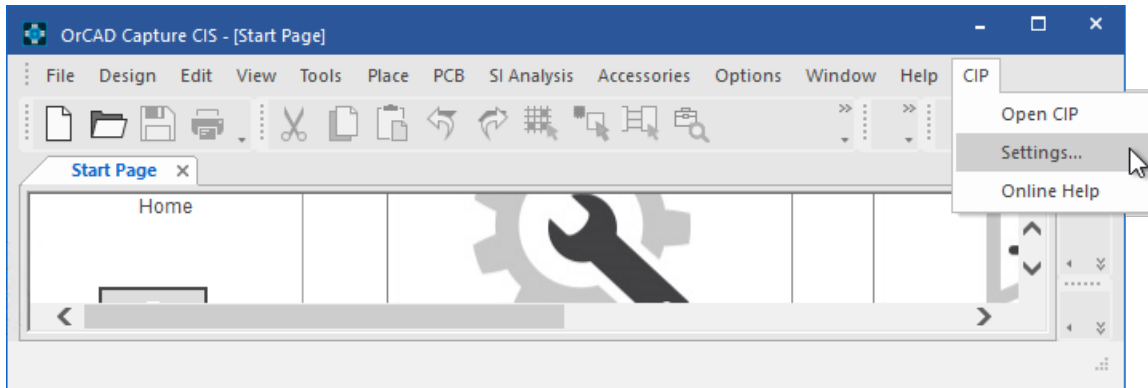 OrCAD Capture CIS - [Start Page]
File Design Edit View Tools Place PCB SI Analysis Accessories Options Window Help CIP
Open CIP
Settings...
Online Help
Start Page
Home